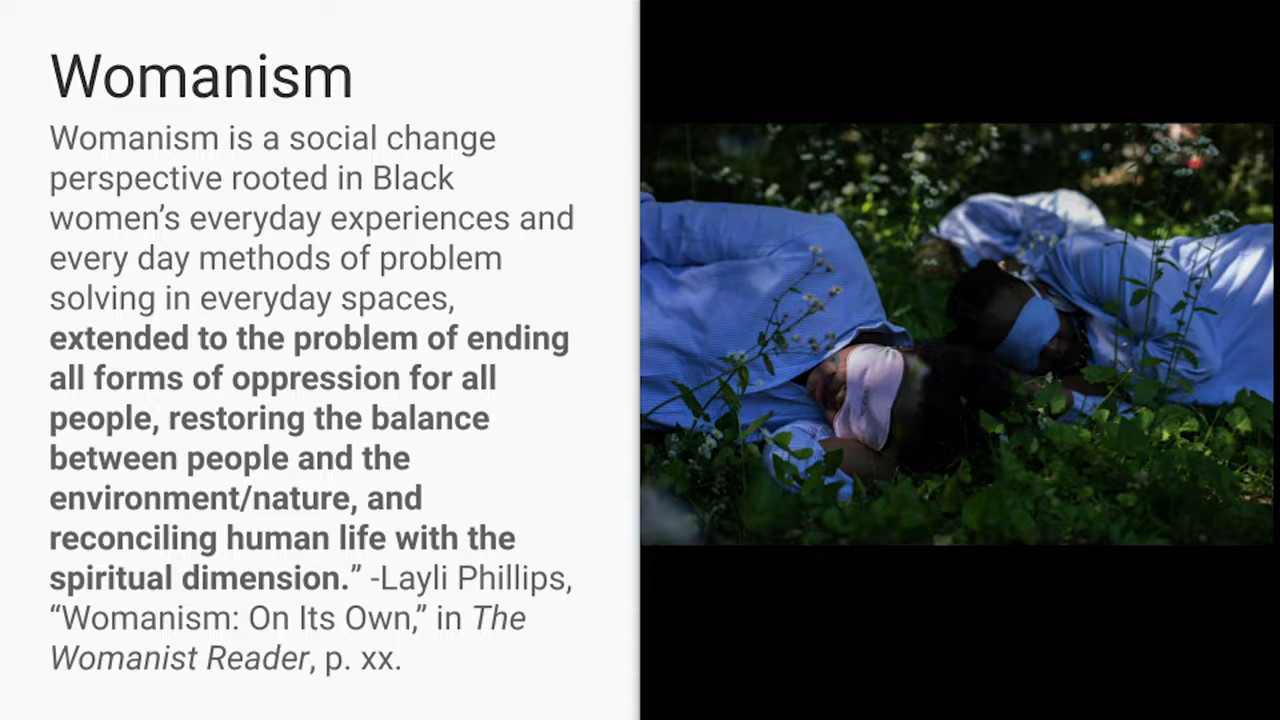 Womanism
Womanism is a social change
perspective rooted in Black
women’s everyday experiences and
every day methods of problem
solving in everyday spaces,
extended to the problem of ending
all forms of oppression for all
people, restoring the balance
between people and the
environment/nature, and
reconciling human life with the
spiritual dimension.” -Layli Phillips,
“Womanism: On Its Own,” in The
Womanist Reader, p. xx.